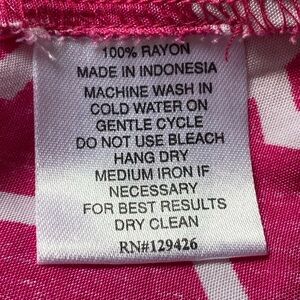 100% RAYON
MADE IN INDONESIA
MACHINE WASH IN
COLD WATER ON
GENTLE CYCLE
DO NOT USE BLEACH
HANG DRY
MEDIUM IRON IF
NECESSARY
FOR BEST RESULTS
DRY CLEAN
RN#129426